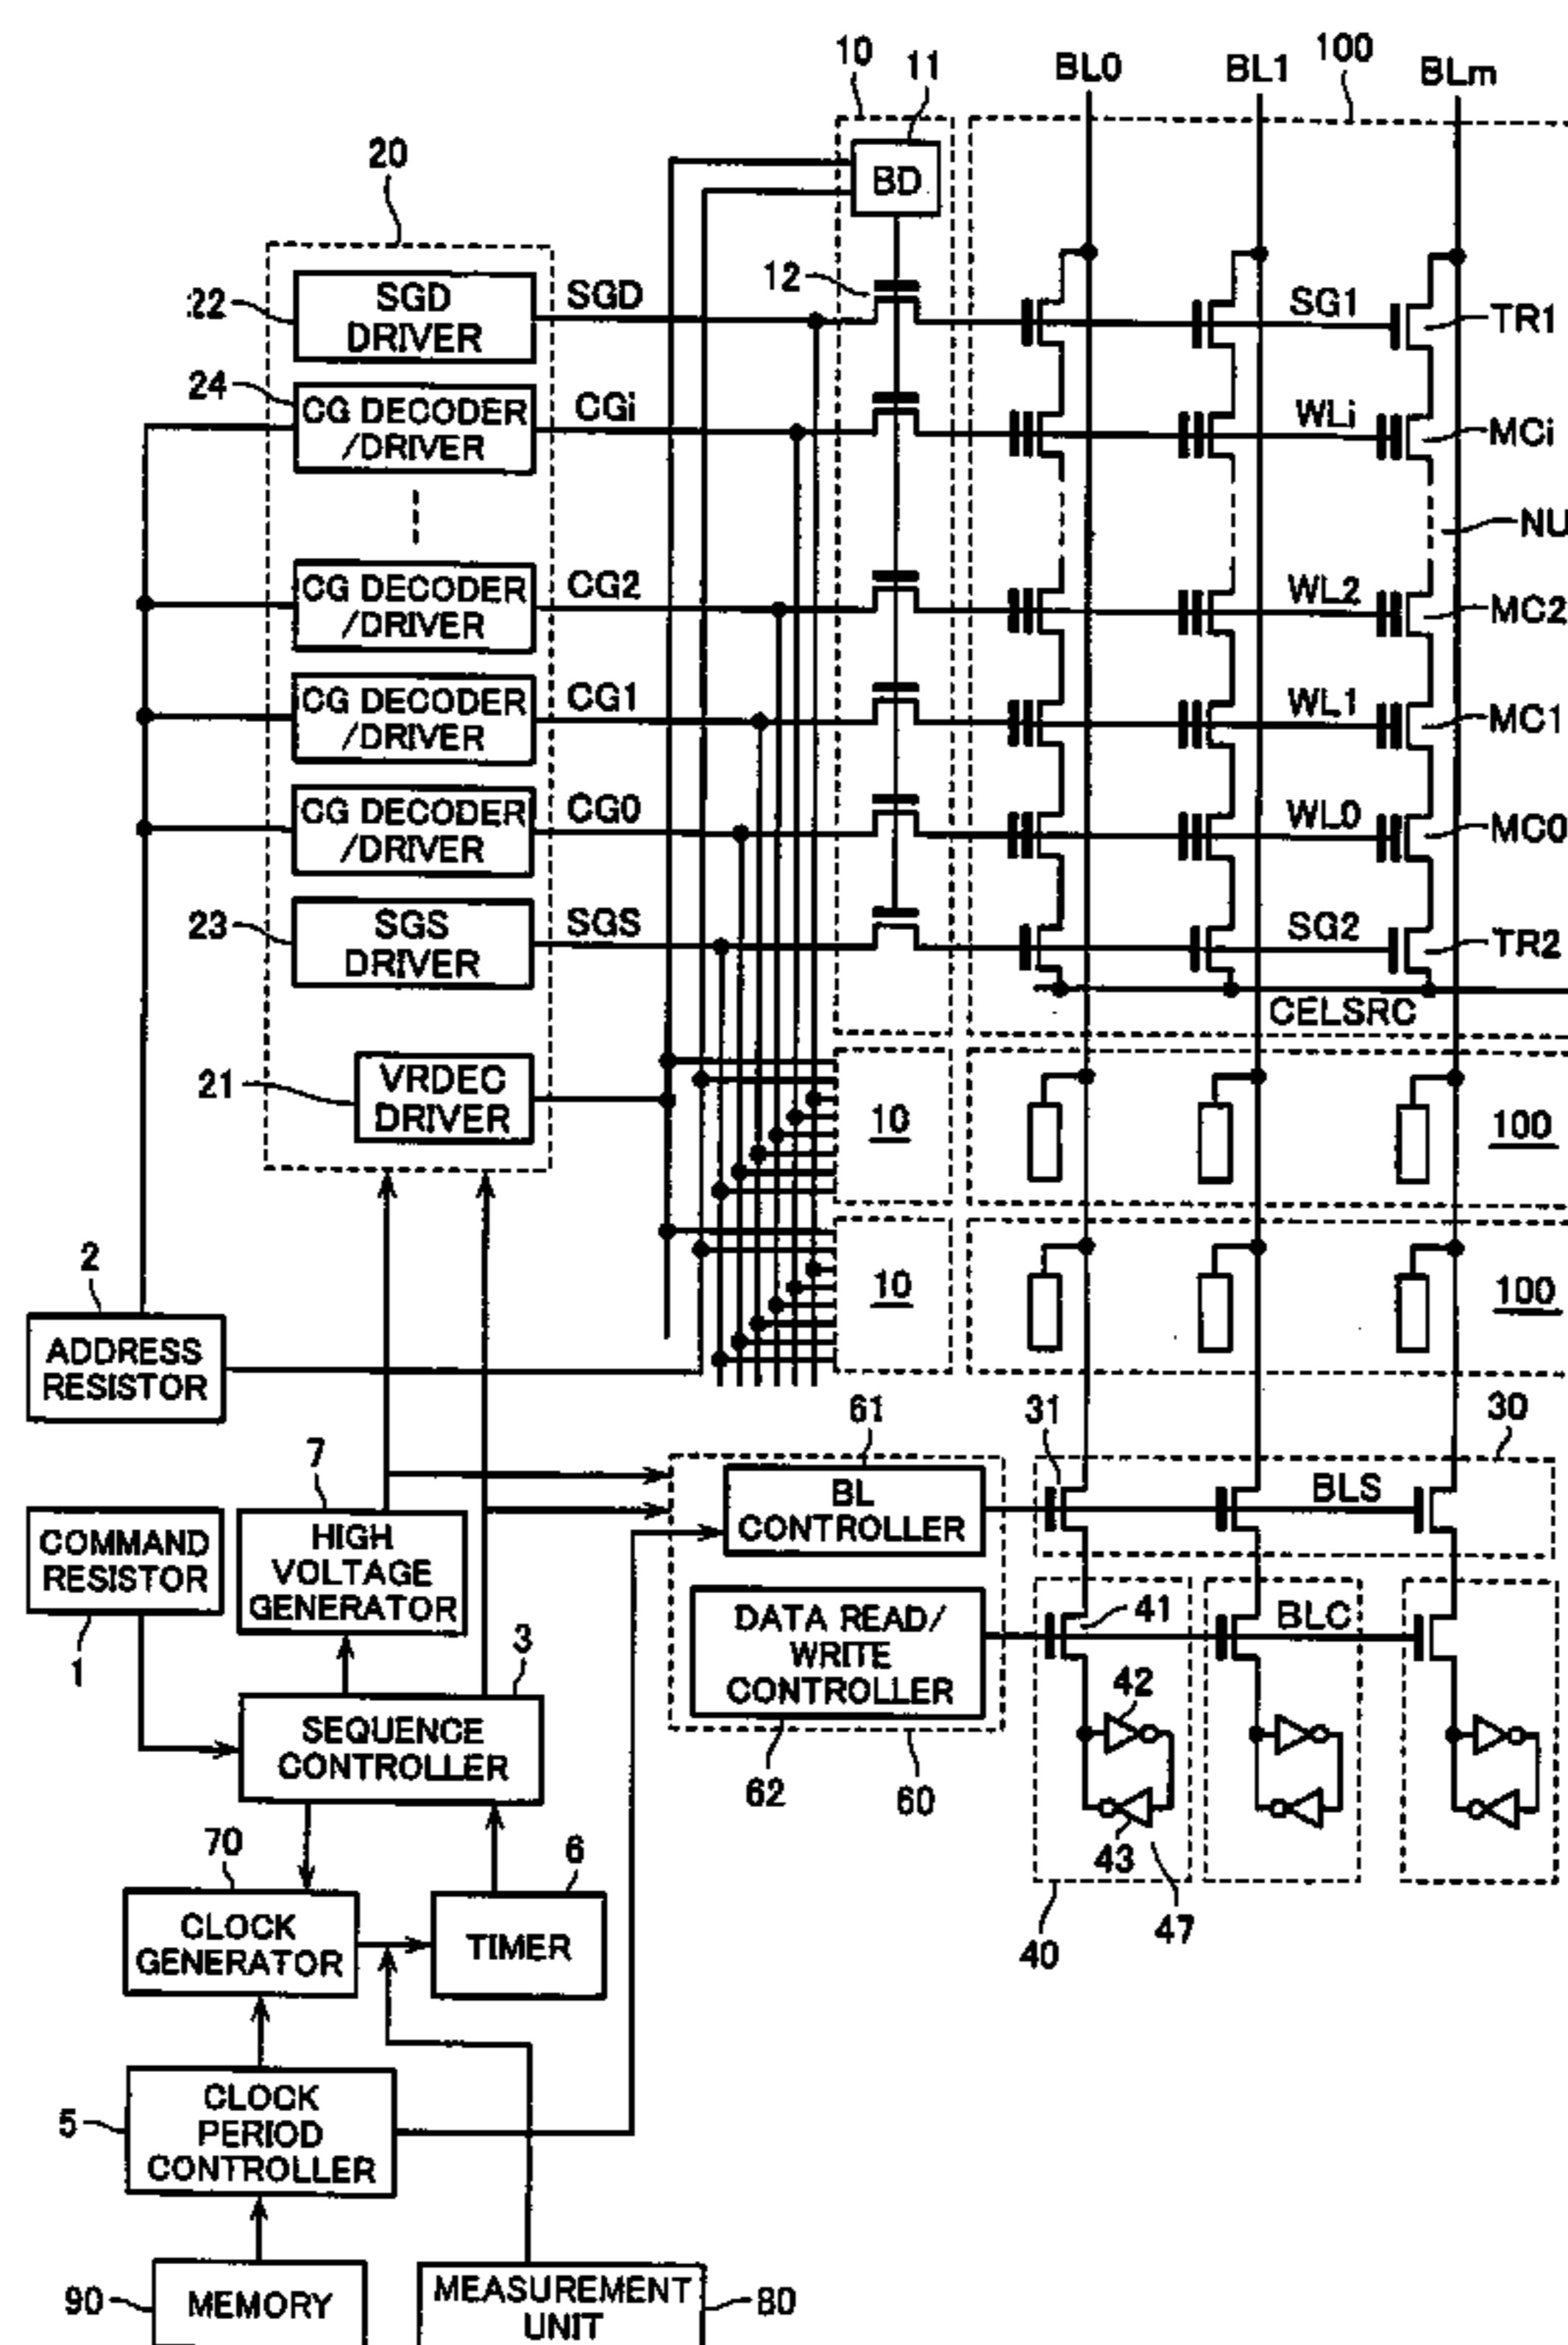 10 11 BL0 BL1 100 BLm
20
BD
22 SGD
DRIVER SGD 12 SG1 TR1
24 CG DECODER
/DRIVER CGi WLi MCi
NU
CG DECODER
/DRIVER CG2 WL2 MC2
CG DECODER
/DRIVER CG1 WL1 MC1
CG DECODER
/DRIVER CG0 WL0 MC0
23 SGS
DRIVER SGS SG2 TR2
CELSRC
21 VRDEC
DRIVER
10 100
2
10 100
ADDRESS
RESISTOR
7 61 31 30
COMMAND
RESISTOR
1
HIGH
VOLTAGE
GENERATOR
BL
CONTROLLER
BLS
DATA READ/
WRITE
CONTROLLER
41 BLC
3 42
SEQUENCE
CONTROLLER
62 60 43
70 6 40 47
CLOCK
GENERATOR
TIMER
5 CLOCK
PERIOD
CONTROLLER
90 MEMORY
MEASUREMENT
UNIT 80